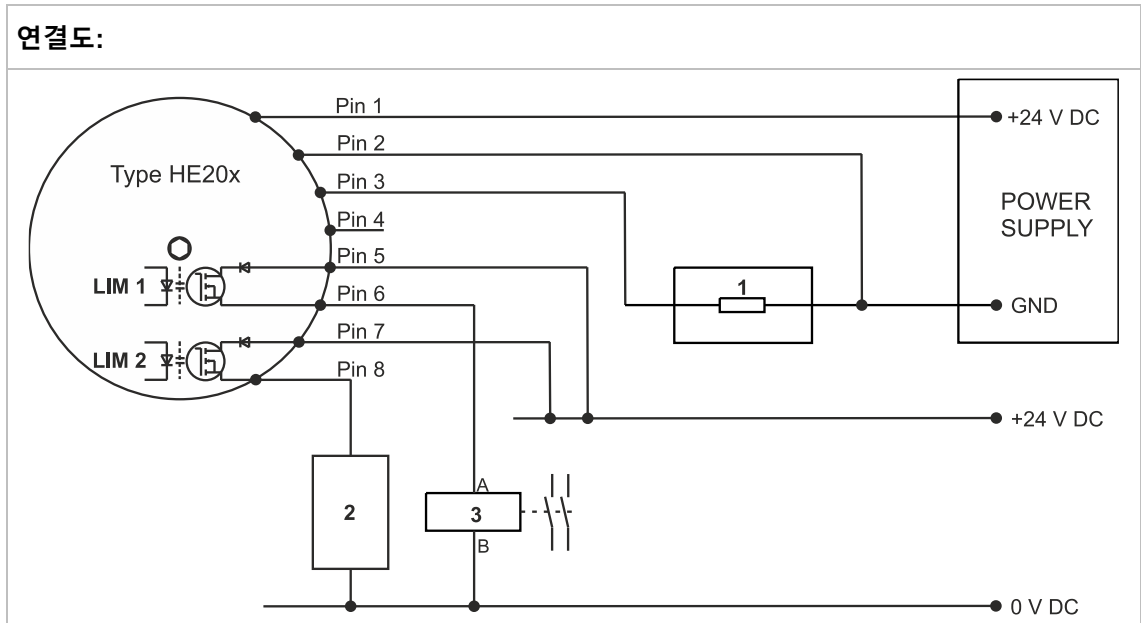 연결도:
Pin 1
+24 V DC
Pin 2
Type HE20x
Pin 3
POWER
SUPPLY
Pin 4
Pin 5
1
LIM 1
Pin 6
GND
Pin 7
LIM 2
Pin 8
+24 V DC
A
2
3
B
0 V DC